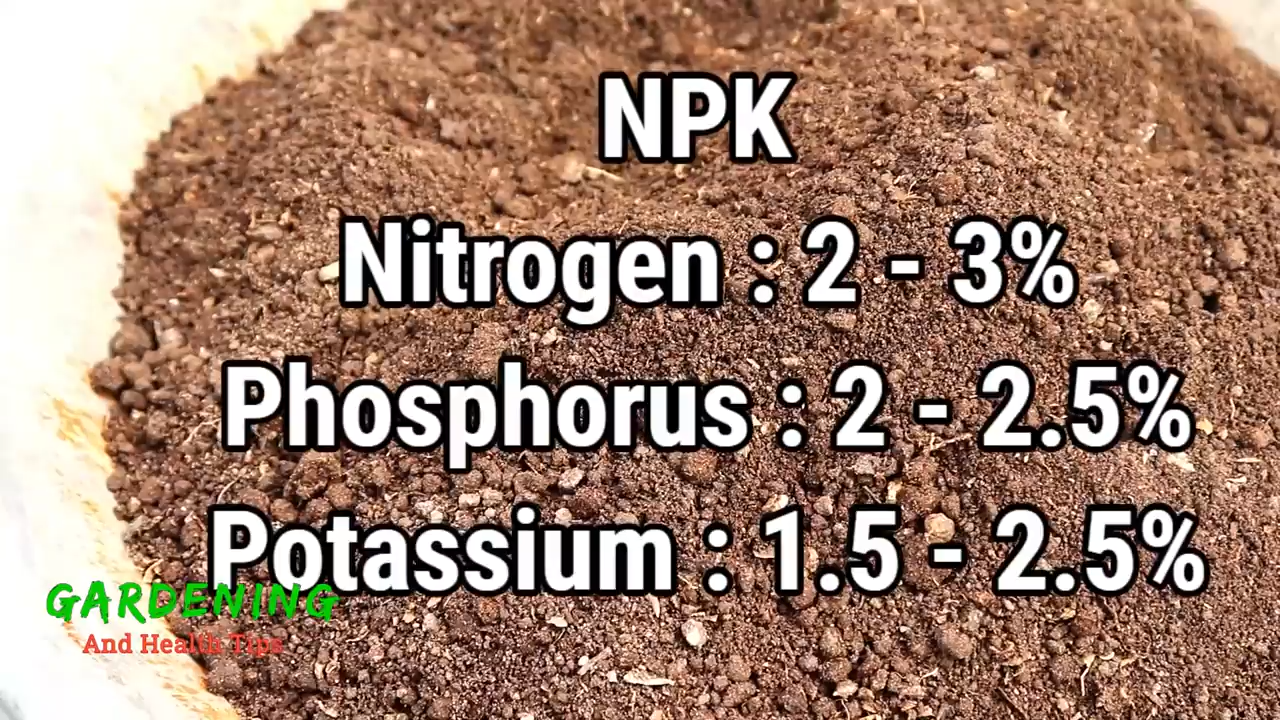 NPK
Nitrogen : 2 - 3%
Phosphorus : 2 - 2.5%
Potassium : 1.5 - 2.5%
GARDENING
And Health Tips